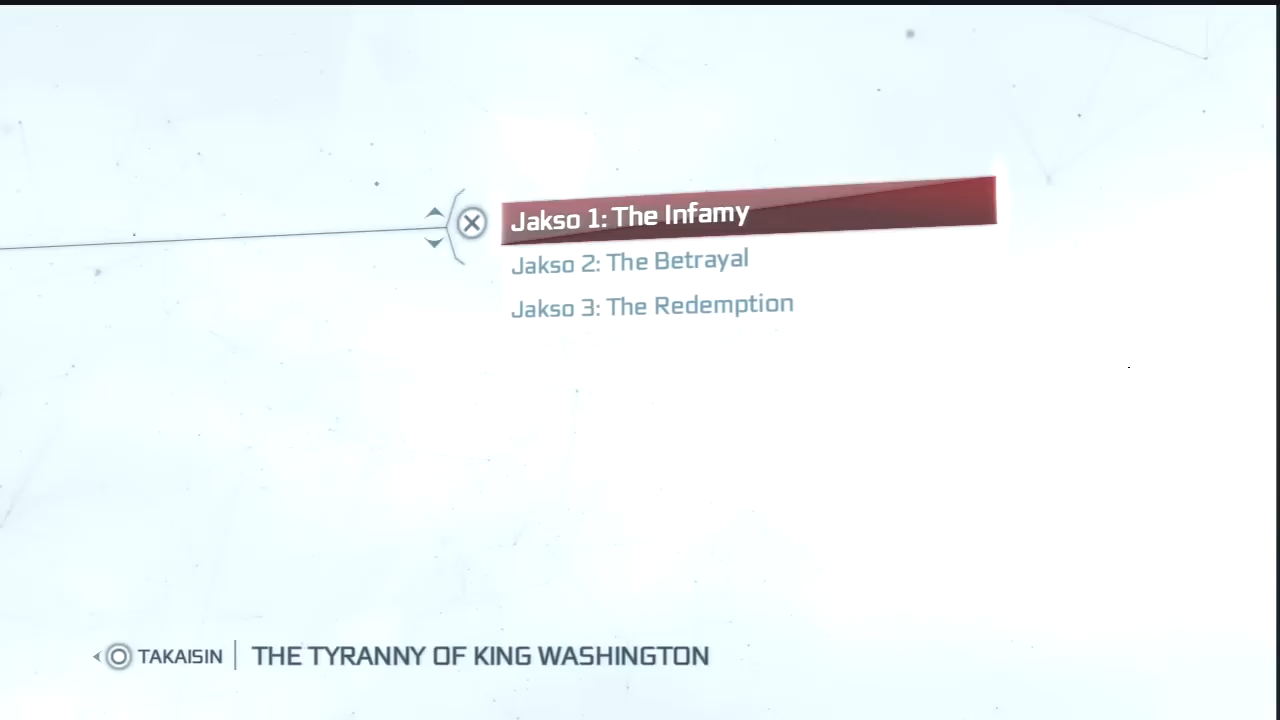 Jakso 1: The Infamy
Jakso 2: The Betrayal
Jakso 3: The Redemption
TAKAISIN | THE TYRANNY OF KING WASHINGTON